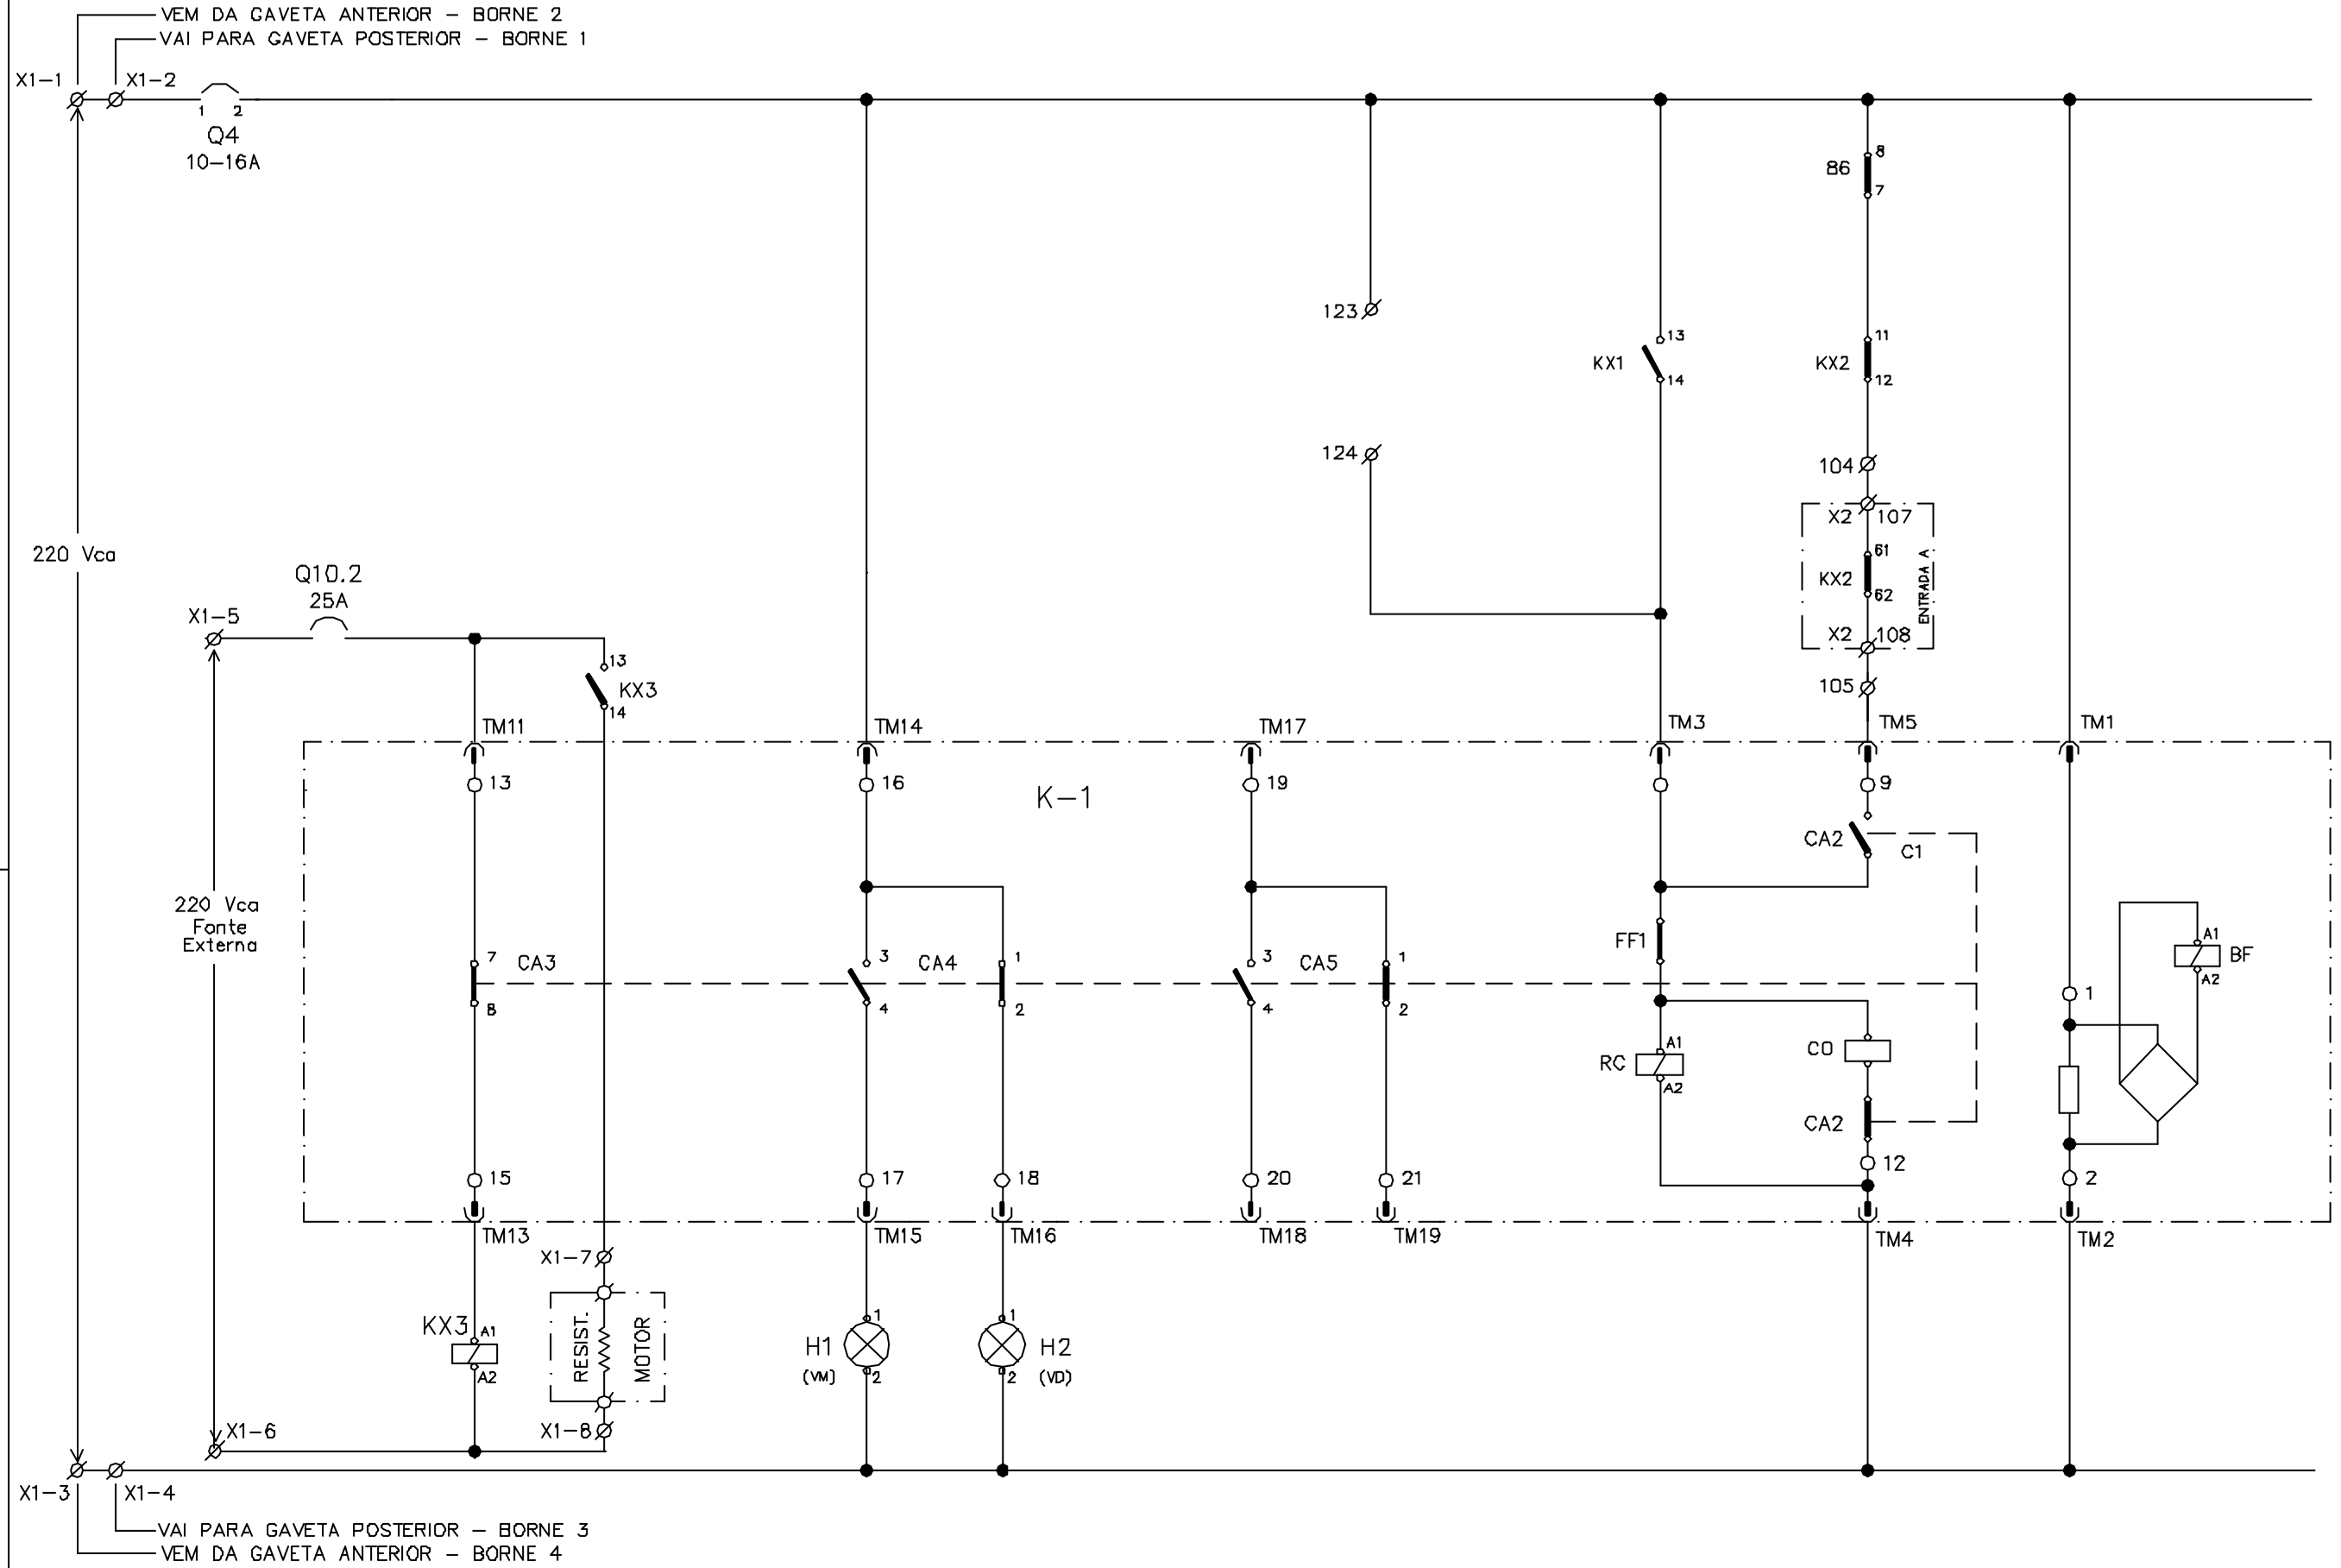 VEM DA GAVETA ANTERIOR - BORNE 2
VAI PARA GAVETA POSTERIOR - BORNE 1
X1-1
X1-2
1 2
Q4
10-16A
8
86
7
123
13
KX1
14
11
KX2
12
124
104
X2 107
61
KX2
62
ENTRADA A
X2 108
105
220 Vca
Q10.2
25A
X1-5
13
KX3
14
TM11
TM14
TM17
TM3
TM5
TM1
13
16
K-1
19
9
CA2
C1
220 Vca
Fonte
Externa
7
CA3
8
3
CA4
4
1
2
3
CA5
4
1
2
FF1
A1
BF
A2
1
RC
A1
A2
CO
CA2
12
15
17
18
20
21
2
TM13
TM15
TM16
TM18
TM19
TM4
TM2
X1-7
KX3
A1
A2
RESIST.
MOTOR
1
H1
(VM)
2
1
H2
(VD)
2
X1-8
X1-6
X1-3
X1-4
VAI PARA GAVETA POSTERIOR - BORNE 3
VEM DA GAVETA ANTERIOR - BORNE 4